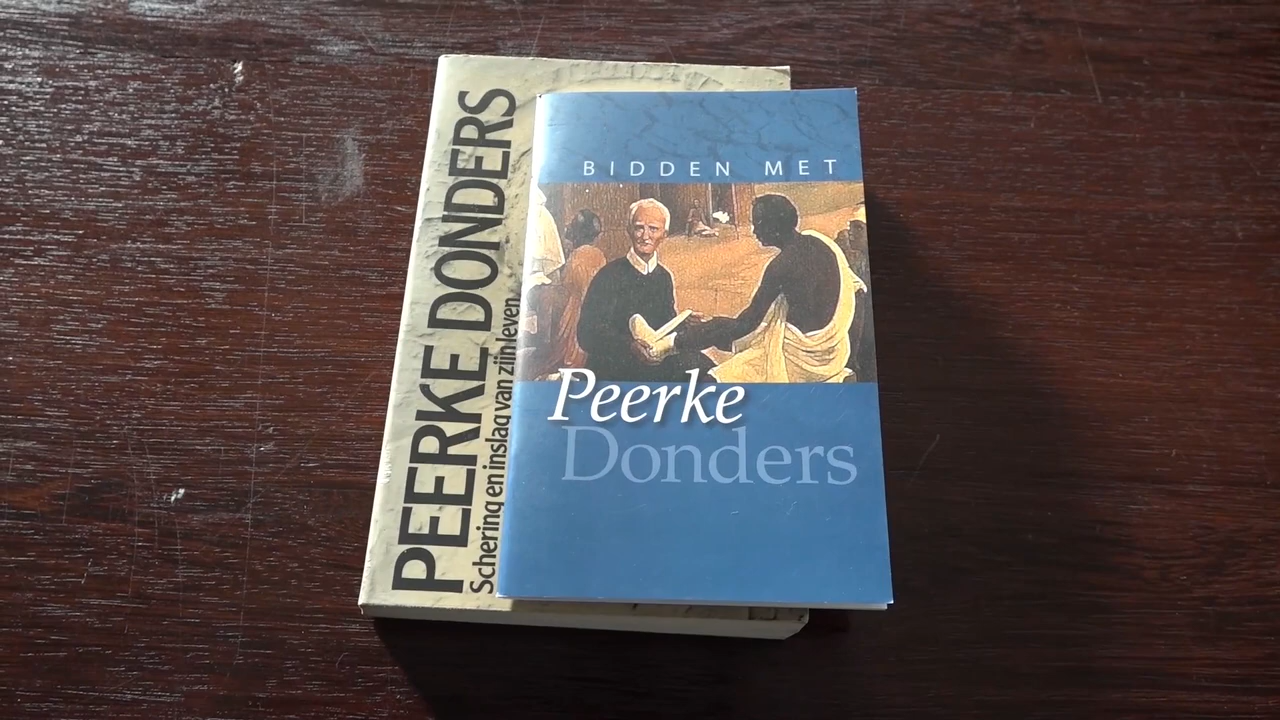 PEERKE DONDERS
Schering en inslag van zijn leven
BIDDEN MET
Peerke
Donders